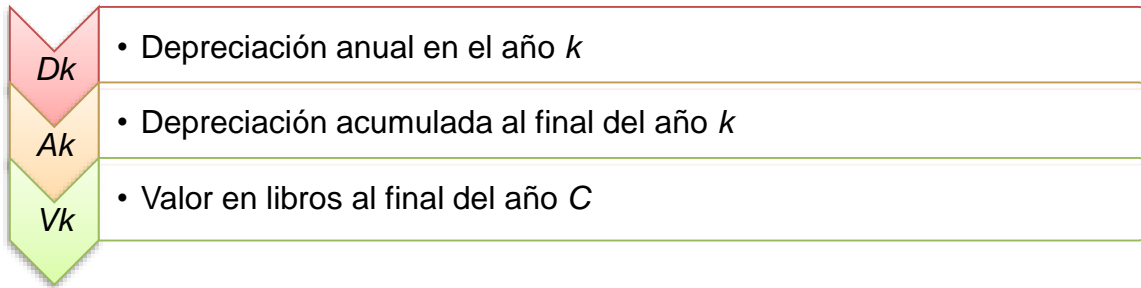 Dk
• Depreciación anual en el año k
Ak
• Depreciación acumulada al final del año k
Vk
• Valor en libros al final del año C